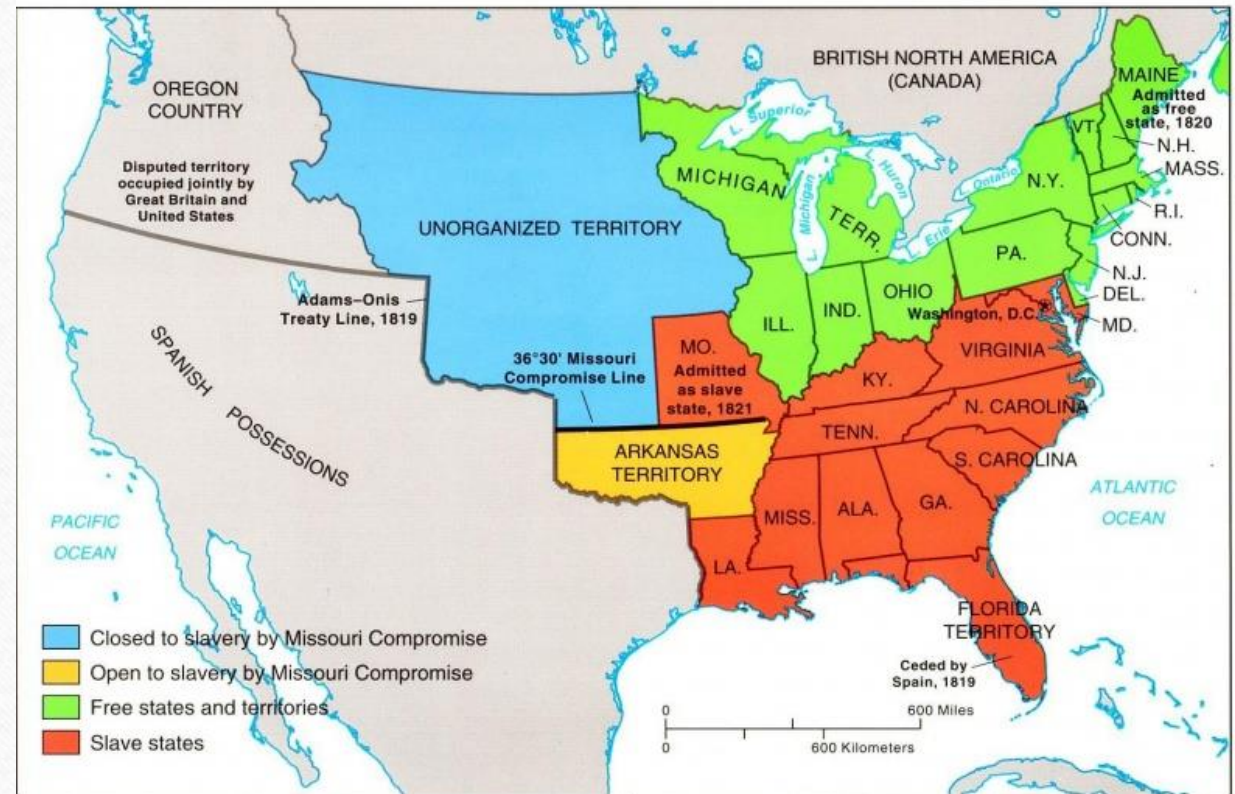 BRITISH NORTH AMERICA
(CANADA)
OREGON
COUNTRY
Disputed territory
occupied jointly by
Great Britain and
United States
MAINE
Admitted
as free
state, 1820
L. Superior
L. Michigan
L. Huron
L. Ontario
L. Erie
VT.
N.H.
MASS.
R.I.
CONN.
N.Y.
PA.
N.J.
DEL.
MD.
MICHIGAN
TERR.
UNORGANIZED TERRITORY
Adams–Onis
Treaty Line, 1819
ILL.
IND.
OHIO
Washington, D.C.
36°30' Missouri
Compromise Line
MO.
Admitted
as slave
state, 1821
VIRGINIA
KY.
N. CAROLINA
TENN.
S. CAROLINA
SPANISH POSSESSIONS
ARKANSAS
TERRITORY
MISS.
ALA.
GA.
LA.
ATLANTIC
OCEAN
PACIFIC
OCEAN
FLORIDA
TERRITORY
Ceded by
Spain, 1819
Closed to slavery by Missouri Compromise
Open to slavery by Missouri Compromise
Free states and territories
Slave states
0
600 Miles
0
600 Kilometers